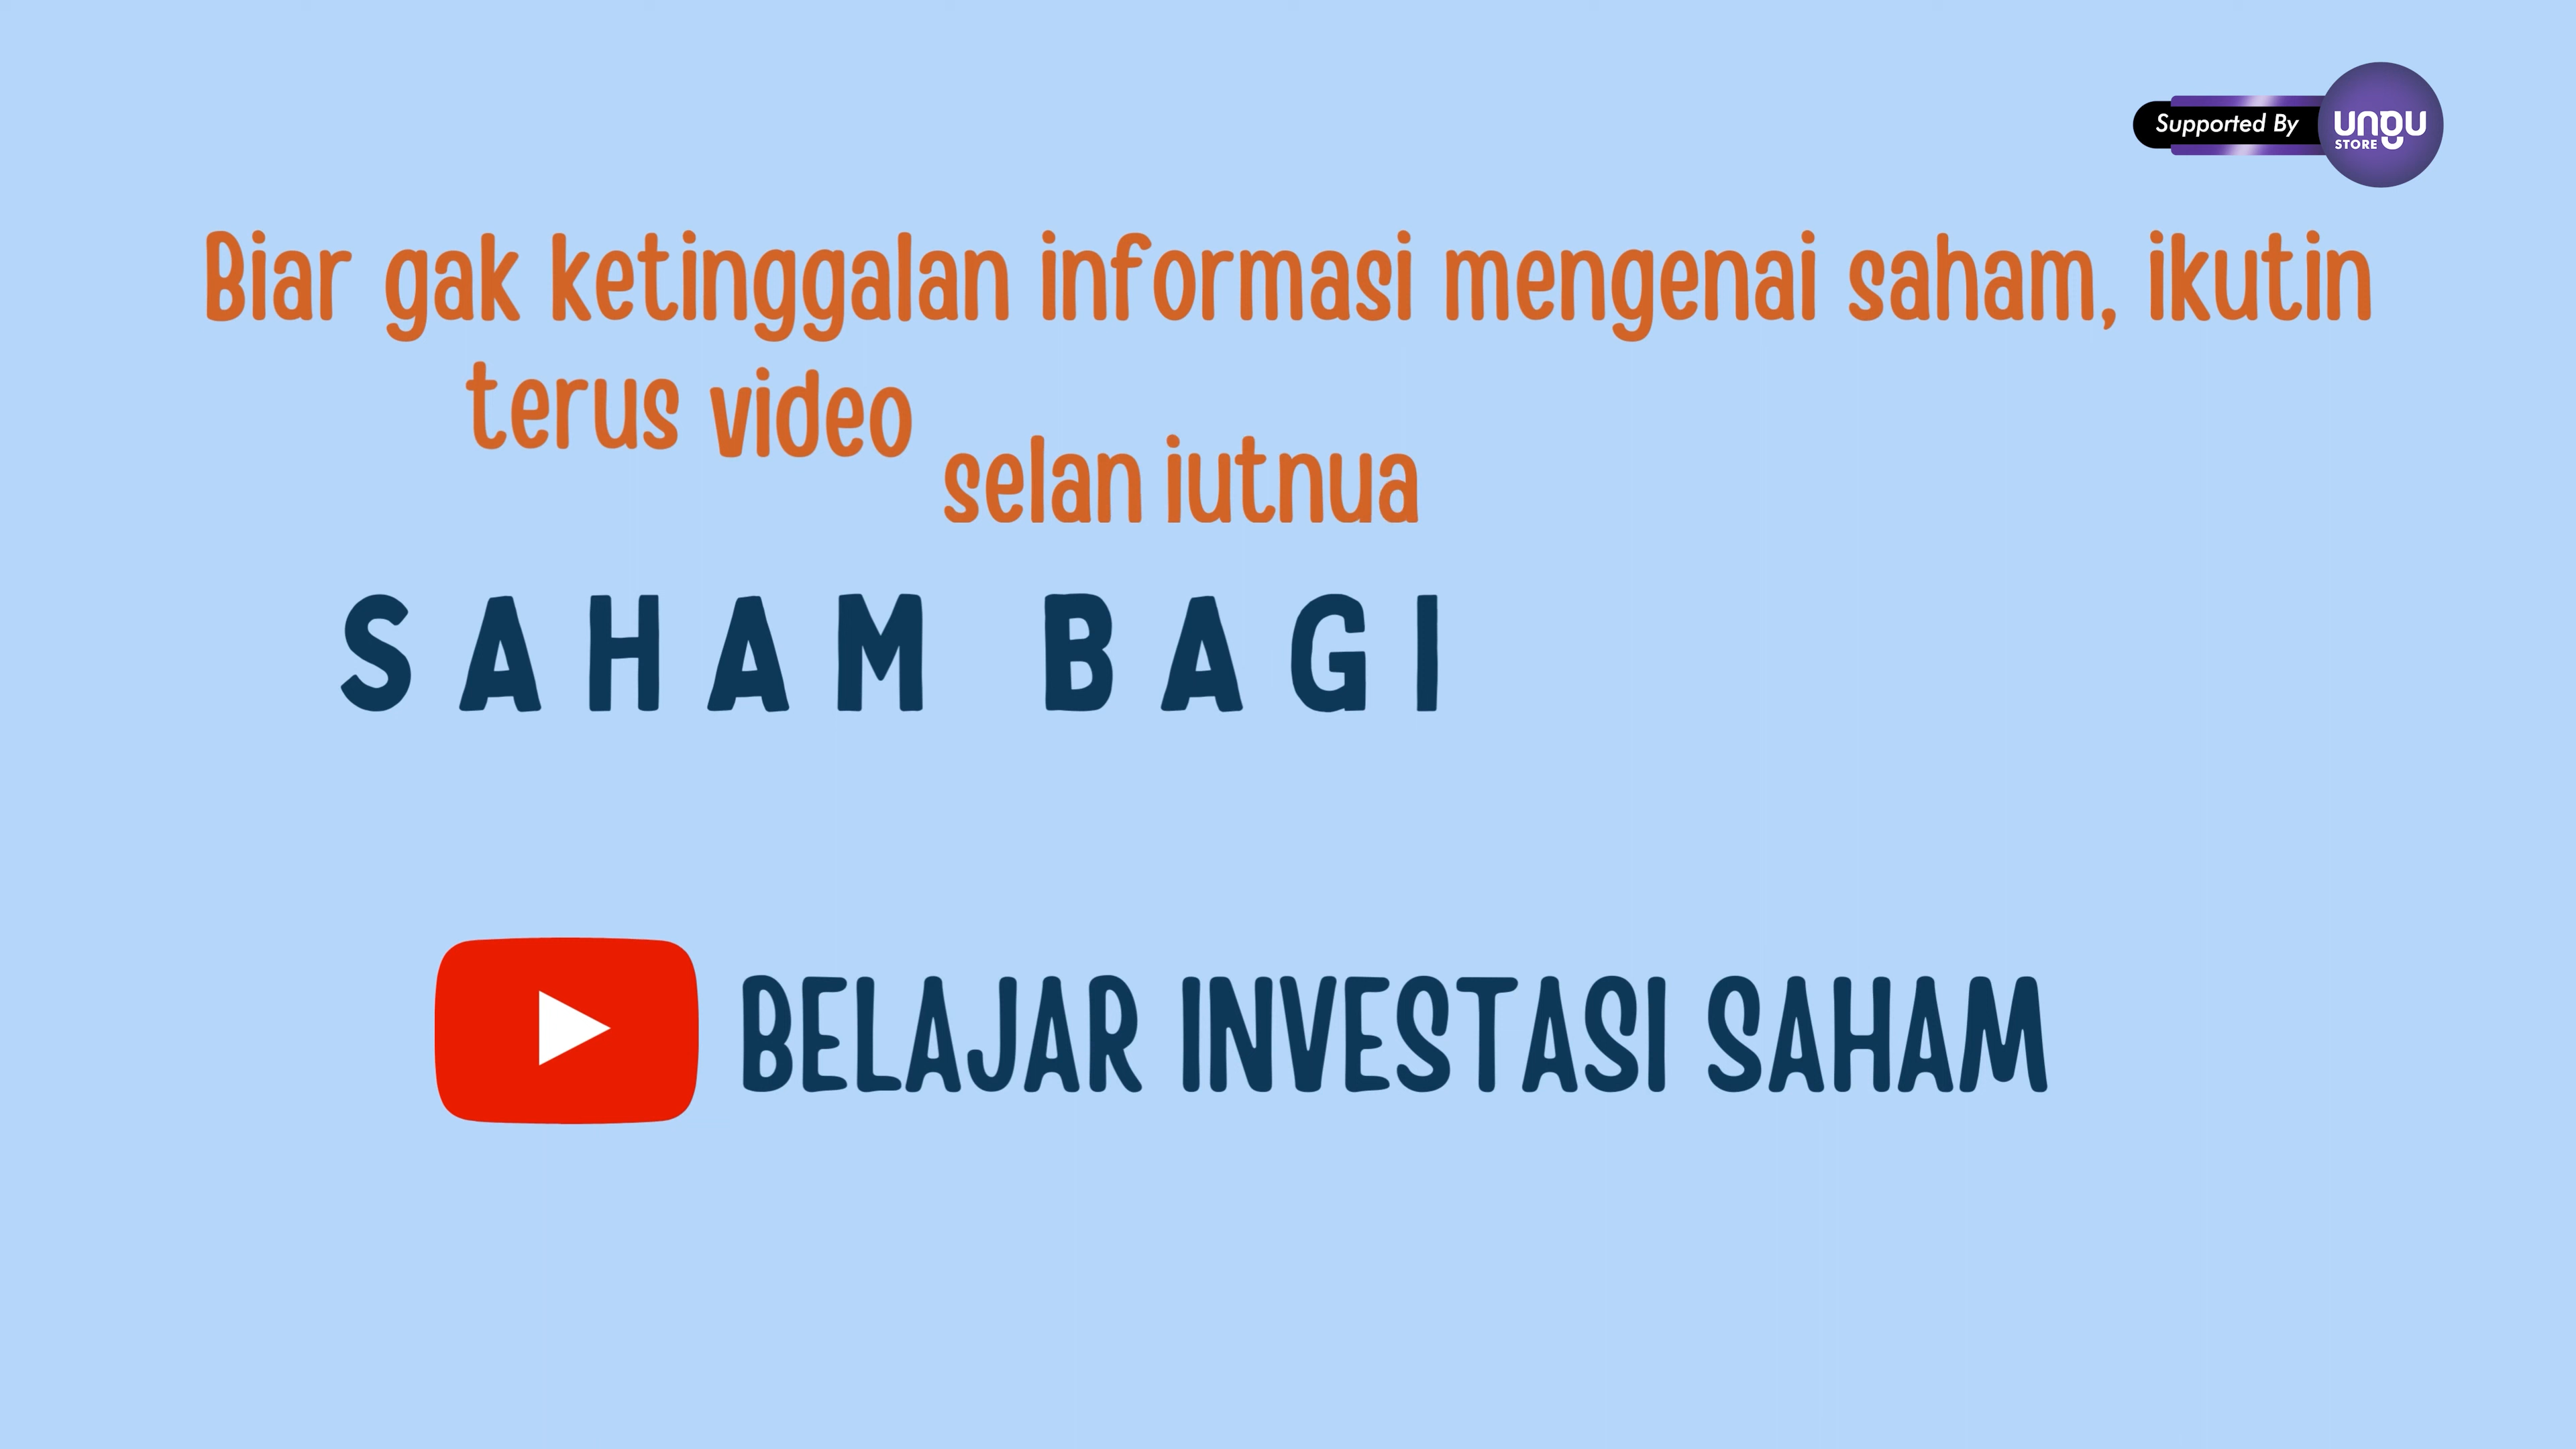 Supported By
ungu
STORE
Biar gak ketinggalan informasi mengenai saham, ikutin
terus video
selan iutnua
SAHAM BAGI
BELAJAR INVESTASI SAHAM